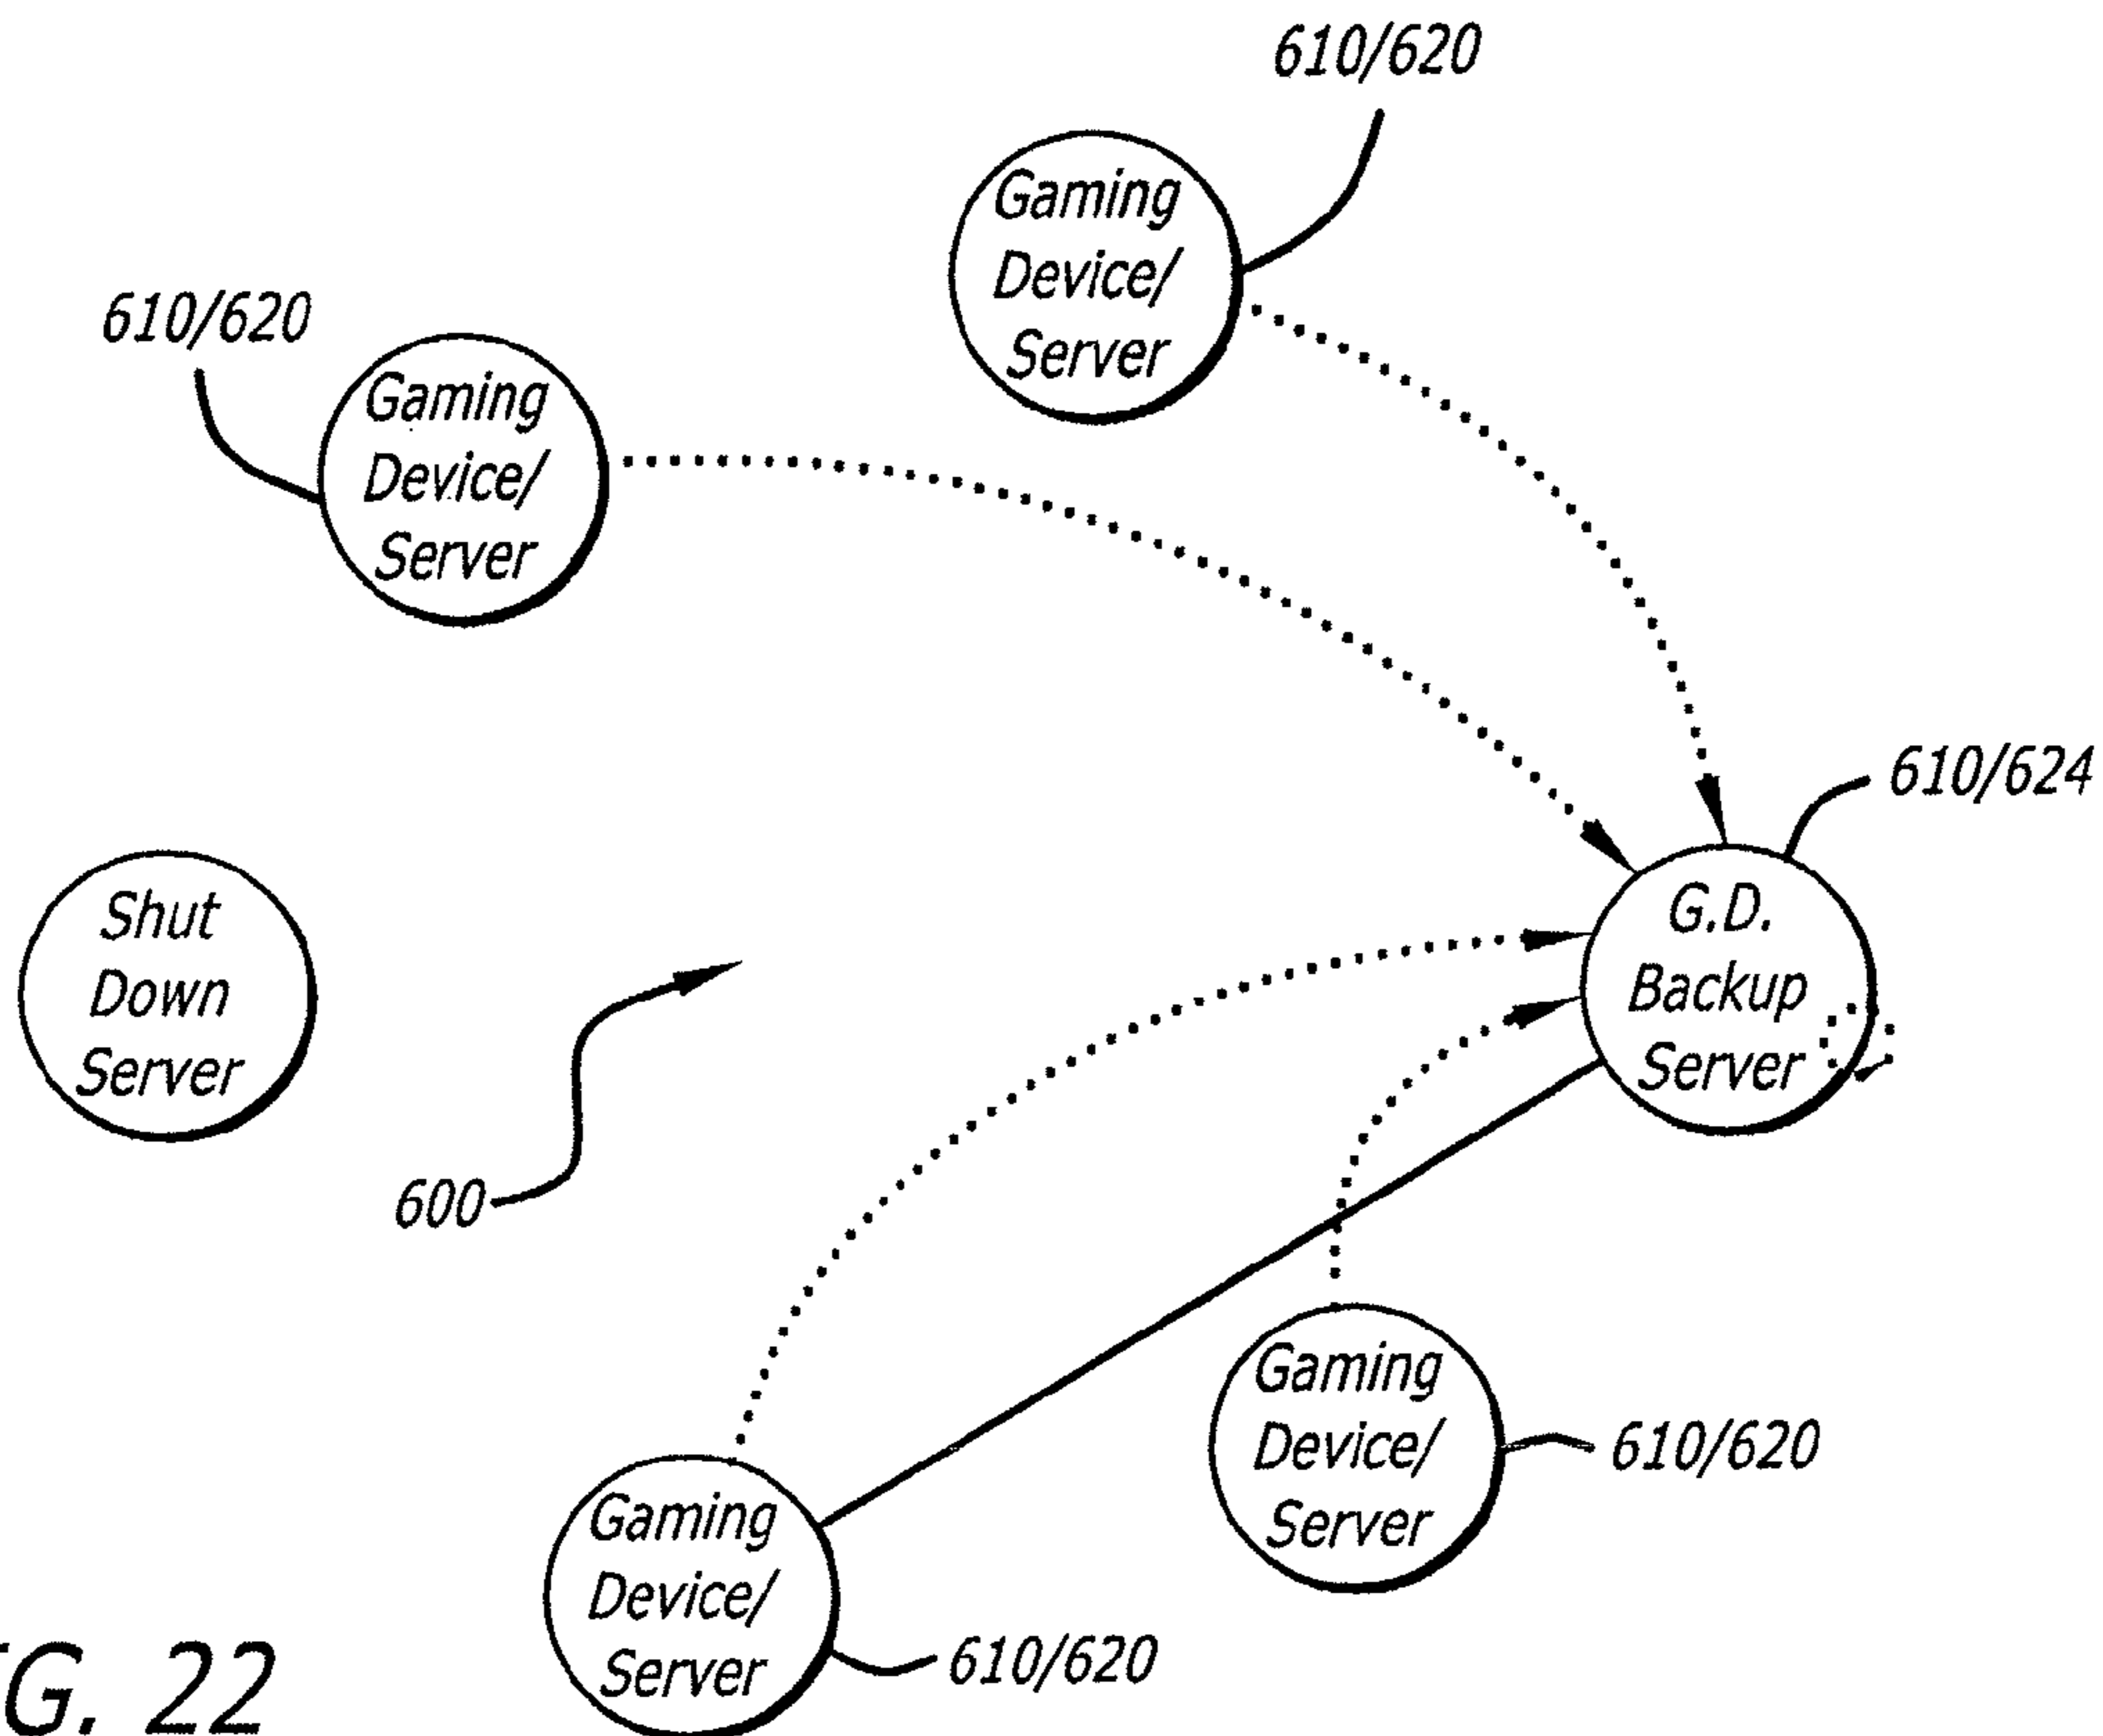 610/620
Gaming
Device/
Server
610/620
Gaming
Device/
Server
610/624
G.D.
Backup
Server
Shut
Down
Server
600
Gaming
Device/
Server
610/620
Gaming
Device/
Server
610/620
G. 22